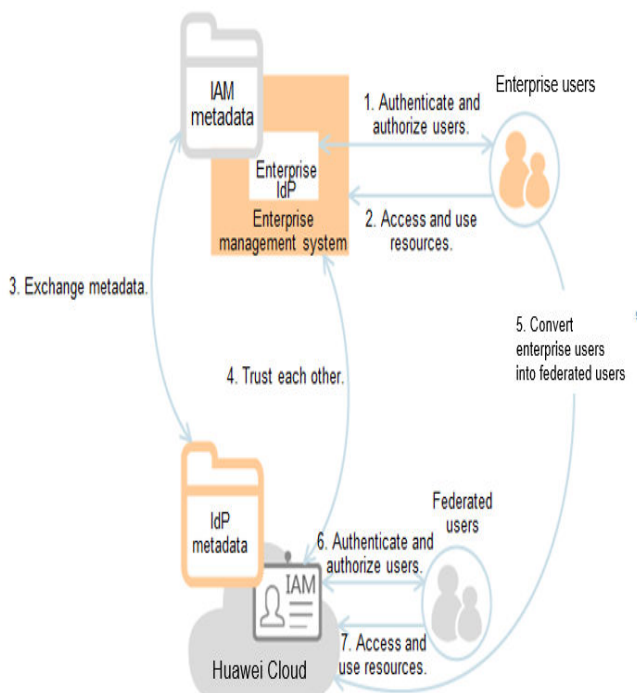 IAM
metadata
Enterprise users
1. Authenticate and
authorize users.
Enterprise
IdP
Enterprise
management system
2. Access and use
resources.
3. Exchange metadata.
5. Convert
enterprise users
into federated users
4. Trust each other.
IdP
metadata
Federated
users
6. Authenticate and
authorize users.
IAM
7. Access and
use resources.
Huawei Cloud